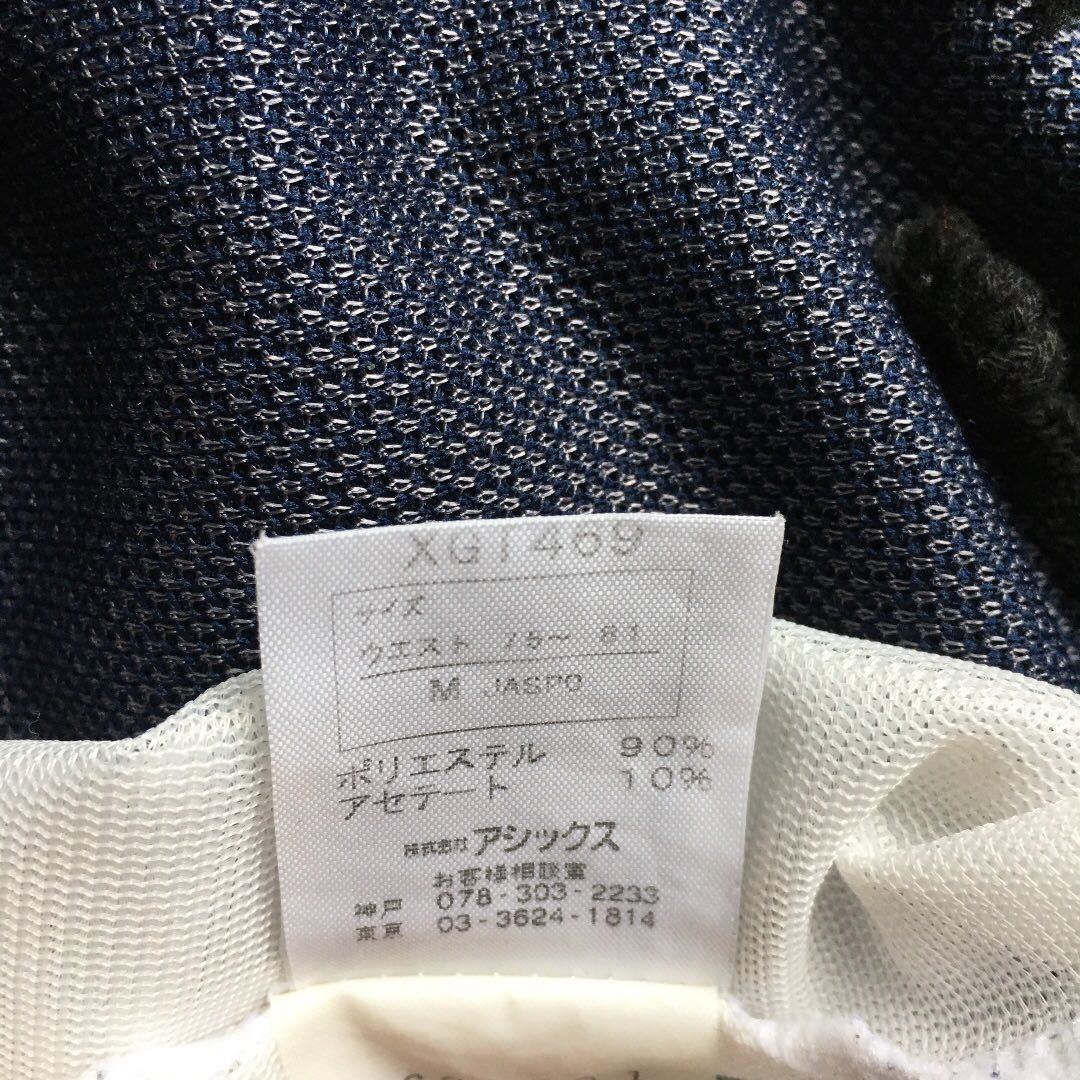 XG1469
サイズ
ウエスト 76～ 81
M JASPO
ポリエステル 90%
アセテート 10%
株式会社 アシックス
お客様相談室
神戸 078-303-2233
東京 03-3624-1814